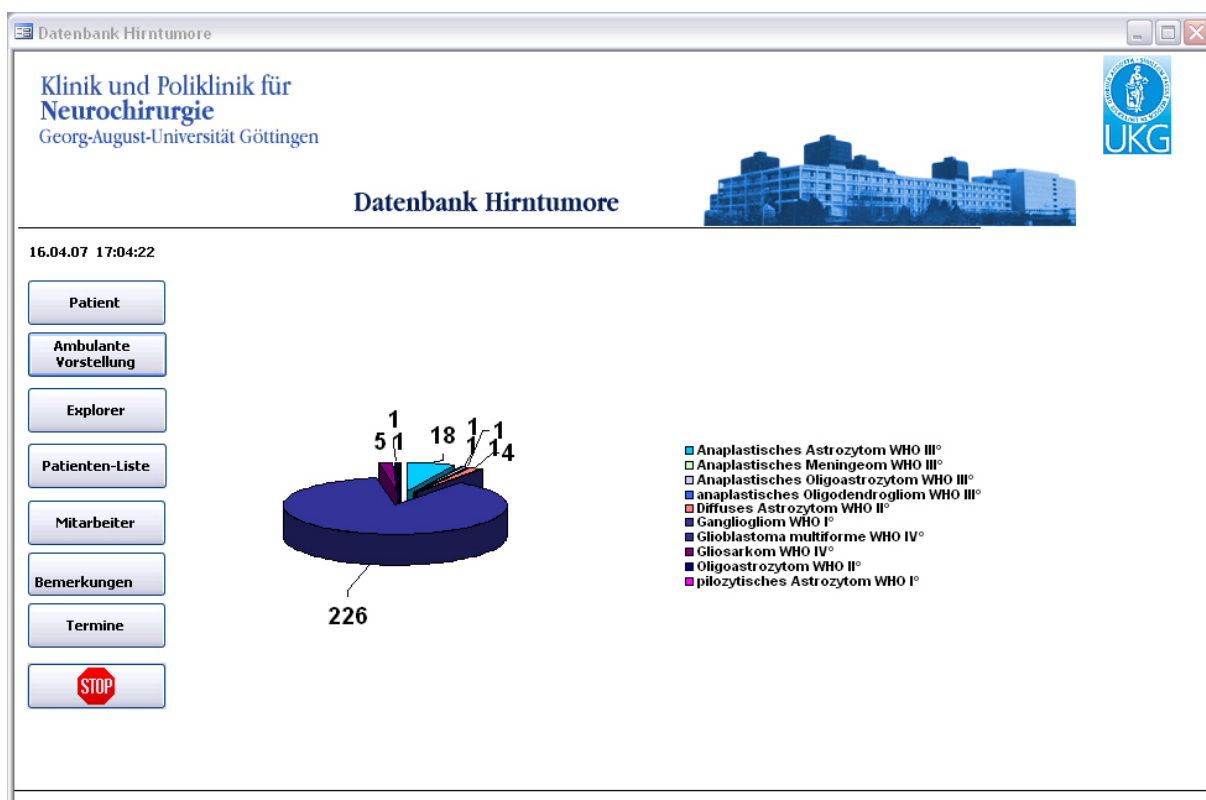 Datenbank Hirntumore
Klinik und Poliklinik für
Neurochirurgie
Georg-August-Universität Göttingen
UKG
Datenbank Hirntumore
16.04.07 17:04:22
Patient
Ambulante
Vorstellung
Explorer
Patienten-Liste
Mitarbeiter
Bemerkungen
Termine
STOP
1
5
1
18
1
1
1
1
4
226
Anaplastisches Astrozytom WHO III°
Anaplastisches Meningeom WHO III°
Anaplastisches Oligoastrozytom WHO III°
anaplastisches Oligodendrogliom WHO III°
Diffuses Astrozytom WHO II°
Gangliogliom WHO I°
Glioblastoma multiforme WHO IV°
Gliosarkom WHO IV°
Oligoastrozytom WHO II°
pilozytisches Astrozytom WHO I°